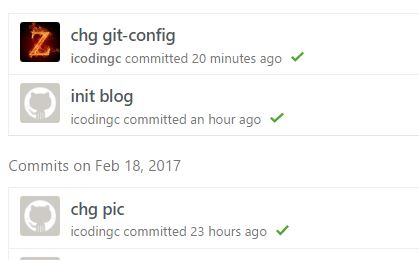 chg git-config
icodingc committed 20 minutes ago
init blog
icodingc committed an hour ago
Commits on Feb 18, 2017
chg pic
icodingc committed 23 hours ago